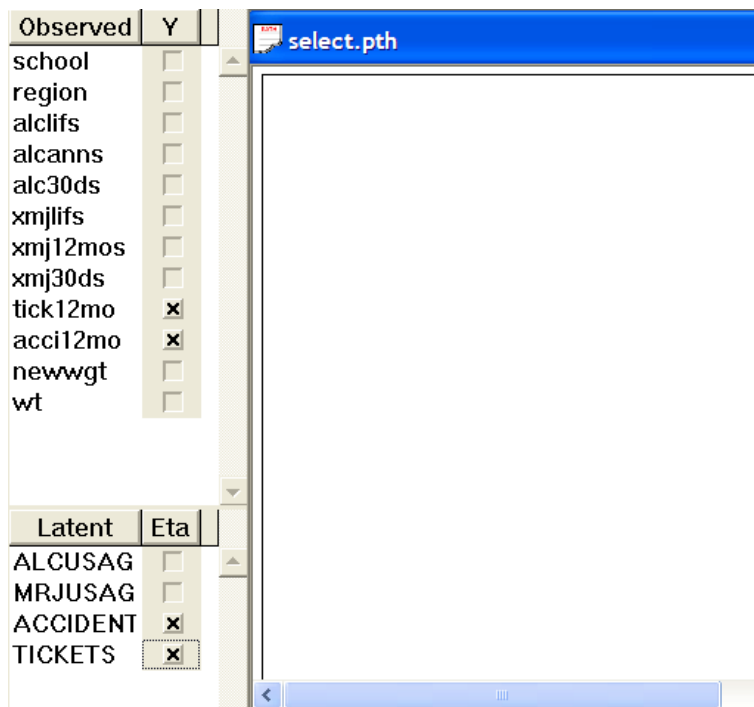 Observed Y
school
region
alclifs
alcanns
alc30ds
xmjlifs
xmj12mos
xmj30ds
tick12mo
acci12mo
newwgt
wt
Latent Eta
ALCUSAG
MRJUSAG
ACCIDENT
TICKETS
PATH
select.pth